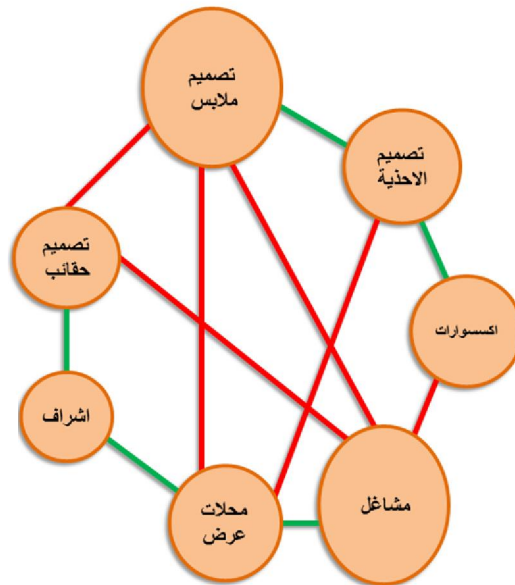 تصميم
ملابس
تصميم
الاحذية
تصميم
حقائب
اكسسوارات
اشراف
محلات
عرض
مشاغل